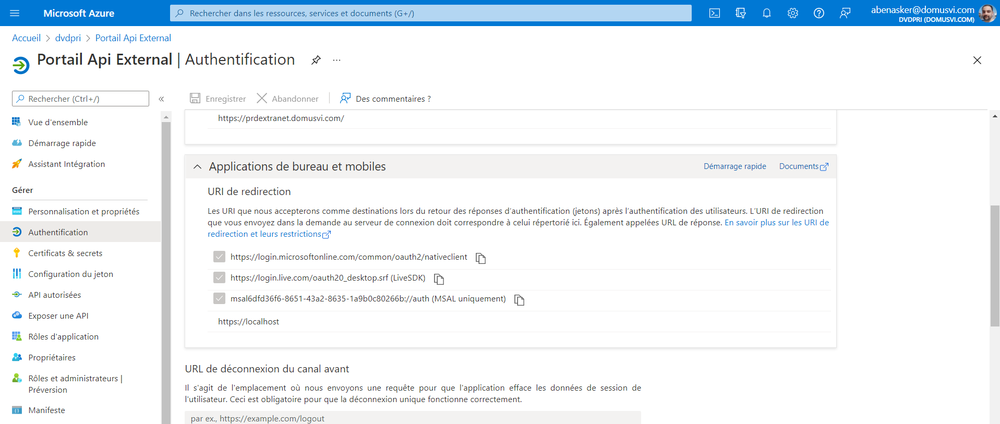 Microsoft Azure
Rechercher dans les ressources, services et documents (G+/)
abenasker@domusvi.com
DVDPRI (DOMUSVI.COM)
Accueil > dvdpri > Portail Api External
Portail Api External | Authentification
Rechercher (Ctrl+/)
«
Enregistrer
Abandonner
Des commentaires ?
Vue d'ensemble
Démarrage rapide
Assistant Intégration
Gérer
Personnalisation et propriétés
Authentification
Certificats & secrets
Configuration du jeton
API autorisées
Exposer une API
Rôles d'application
Propriétaires
Rôles et administrateurs |
Préversion
Manifeste
https://prdextranet.domusvi.com/
Applications de bureau et mobiles
Démarrage rapide
Documents
URI de redirection
Les URI que nous accepterons comme destinations lors du retour des réponses d’authentification (jetons) après l’authentification des utilisateurs. L’URI de redirection
que vous envoyez dans la demande au serveur de connexion doit correspondre à celui répertorié ici. Également appelées URL de réponse. En savoir plus sur les URI de
redirection et leurs restrictions
https://login.microsoftonline.com/common/oauth2/nativeclient
https://login.live.com/oauth20_desktop.srf (LiveSDK)
msal6dfd36f6-8651-43a2-8635-1a9b0c80266b://auth (MSAL uniquement)
https://localhost
URL de déconnexion du canal avant
Il s'agit de l'emplacement où nous envoyons une requête pour que l'application efface les données de session de
l'utilisateur. Ceci est obligatoire pour que la déconnexion unique fonctionne correctement.
par ex., https://example.com/logout